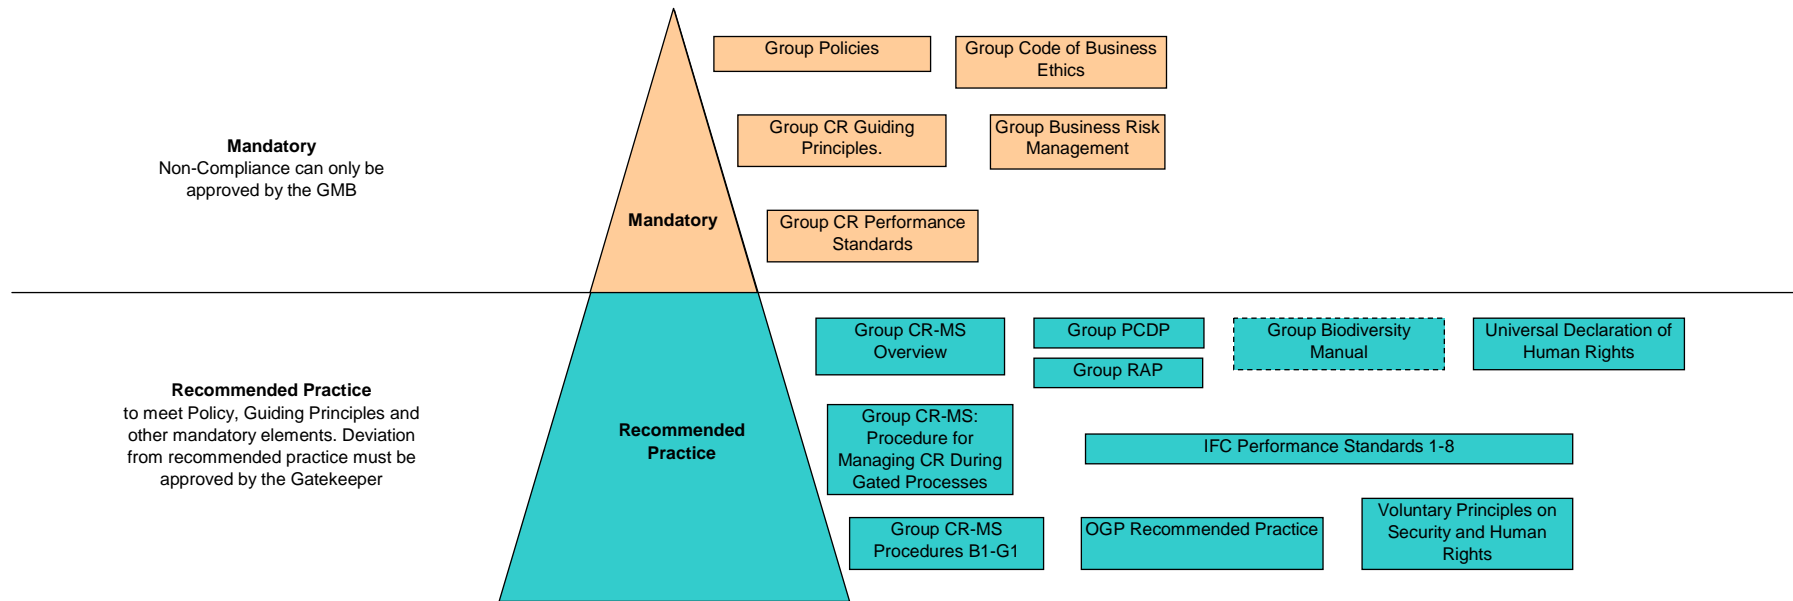 Group Policies
Group Code of Business
Ethics
Mandatory
Non-Compliance can only be
approved by the GMB
Group CR Guiding
Principles.
Group Business Risk
Management
Mandatory
Group CR Performance
Standards
Recommended Practice
to meet Policy, Guiding Principles and
other mandatory elements. Deviation
from recommended practice must be
approved by the Gatekeeper
Recommended
Practice
Group CR-MS
Overview
Group PCDP
Group RAP
Group Biodiversity
Manual
Universal Declaration of
Human Rights
Group CR-MS:
Procedure for
Managing CR During
Gated Processes
IFC Performance Standards 1-8
Group CR-MS
Procedures B1-G1
OGP Recommended Practice
Voluntary Principles on
Security and Human
Rights